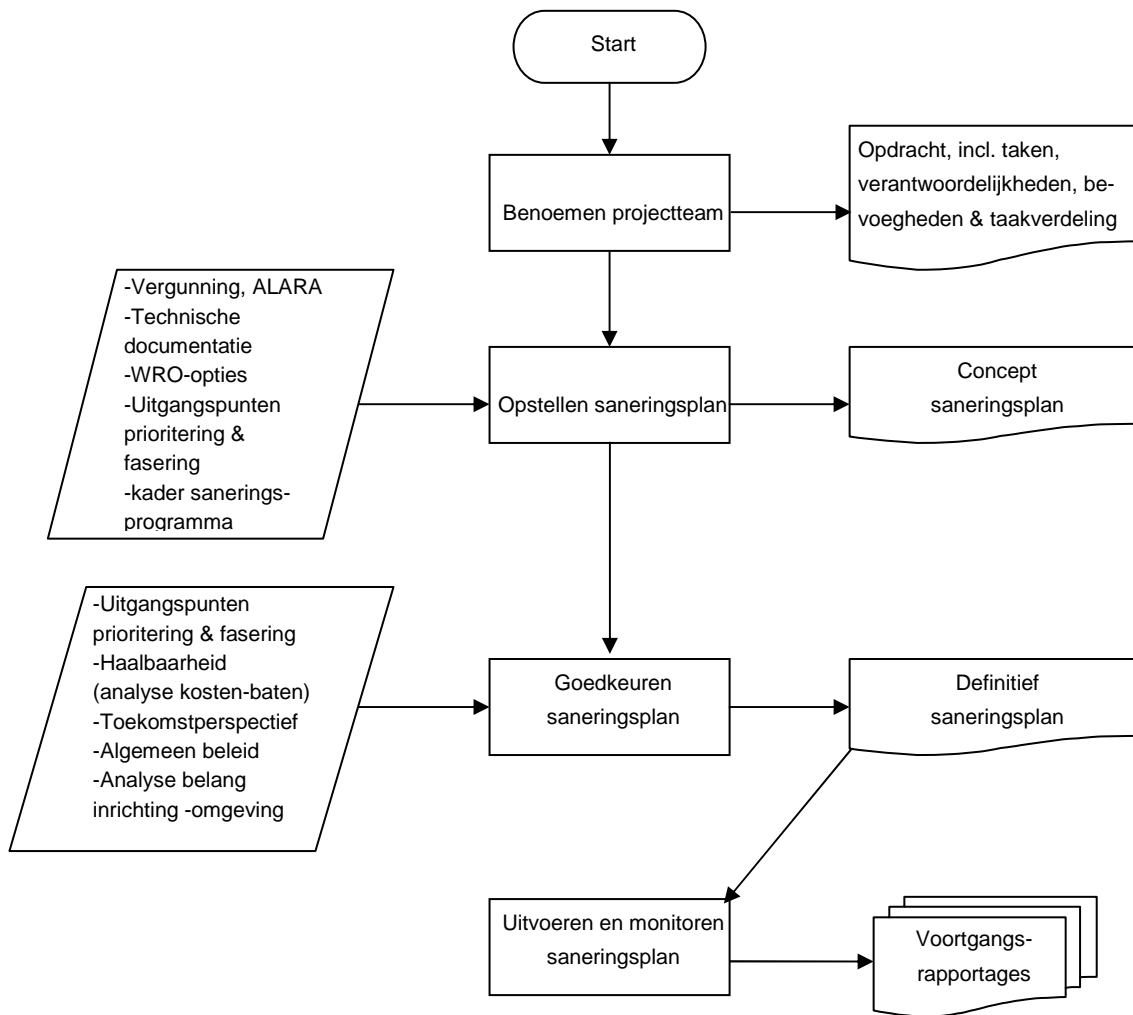 Start
Benoemen projectteam
Opdracht, incl. taken,
verantwoordelijkheden, be-
voegheden & taakverdeling
-Vergunning, ALARA
-Technische
documentatie
-WRO-opties
-Uitgangspunten
prioritering &
fasering
-kader sanerings-
programma
Opstellen saneringsplan
Concept
saneringsplan
-Uitgangspunten
prioritering & fasering
-Haalbaarheid
(analyse kosten-baten)
-Toekomstperspectief
-Algemeen beleid
-Analyse belang
inrichting -omgeving
Goedkeuren
saneringsplan
Definitief
saneringsplan
Uitvoeren en monitoren
saneringsplan
Voortgangs-
rapportages